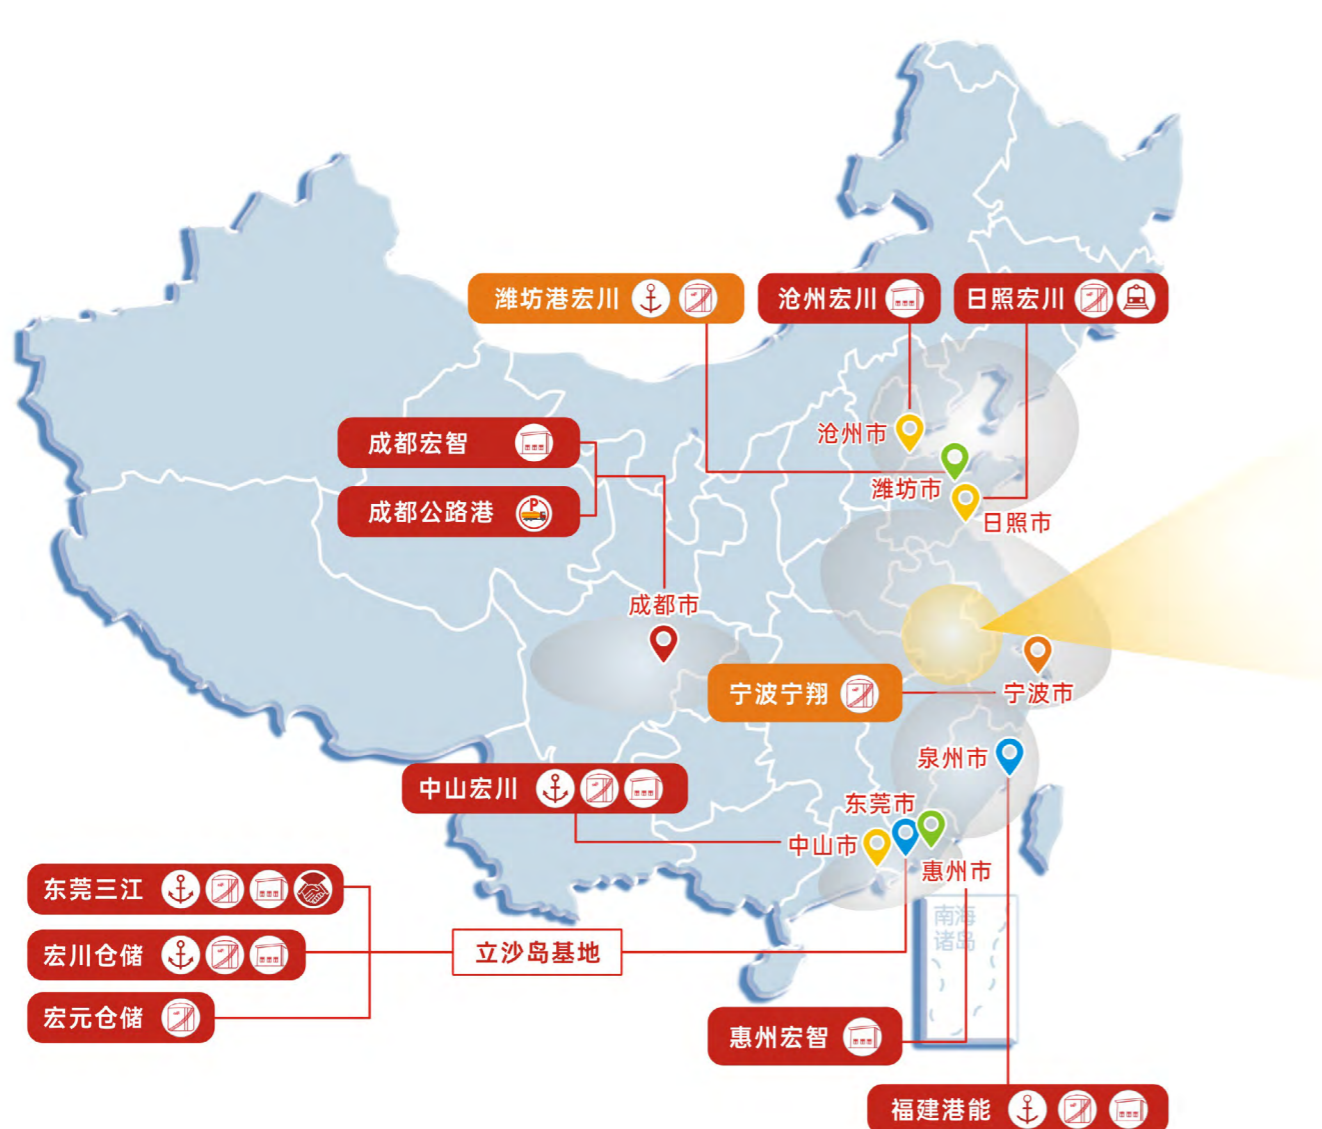 潍坊港宏川
沧州宏川
日照宏川
沧州市
潍坊市
日照市
成都宏智
成都公路港
P
成都市
宁波宁翔
宁波市
泉州市
中山宏川
东莞市
中山市
惠州市
东莞三江
宏川仓储
宏元仓储
立沙岛基地
南海
诸岛
惠州宏智
福建港能